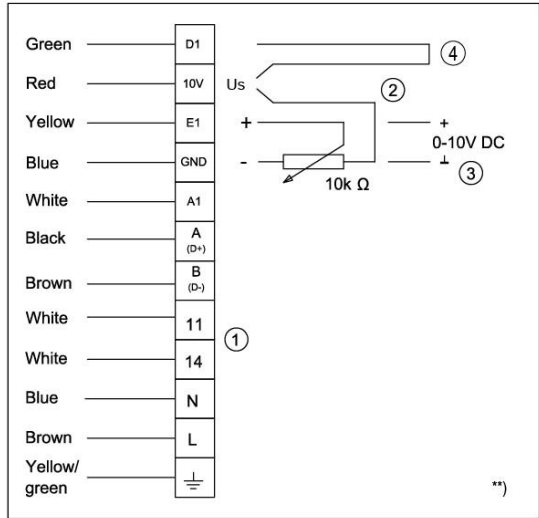 Green D1 ④
Red 10V Us ②
Yellow E1 + +
0-10V DC
Blue GND - ⊥ ③
10k Ω
White A1
Black A
(D+)
Brown B
(D-)
White 11 ①
White 14
Blue N
Brown L
Yellow/
green **)